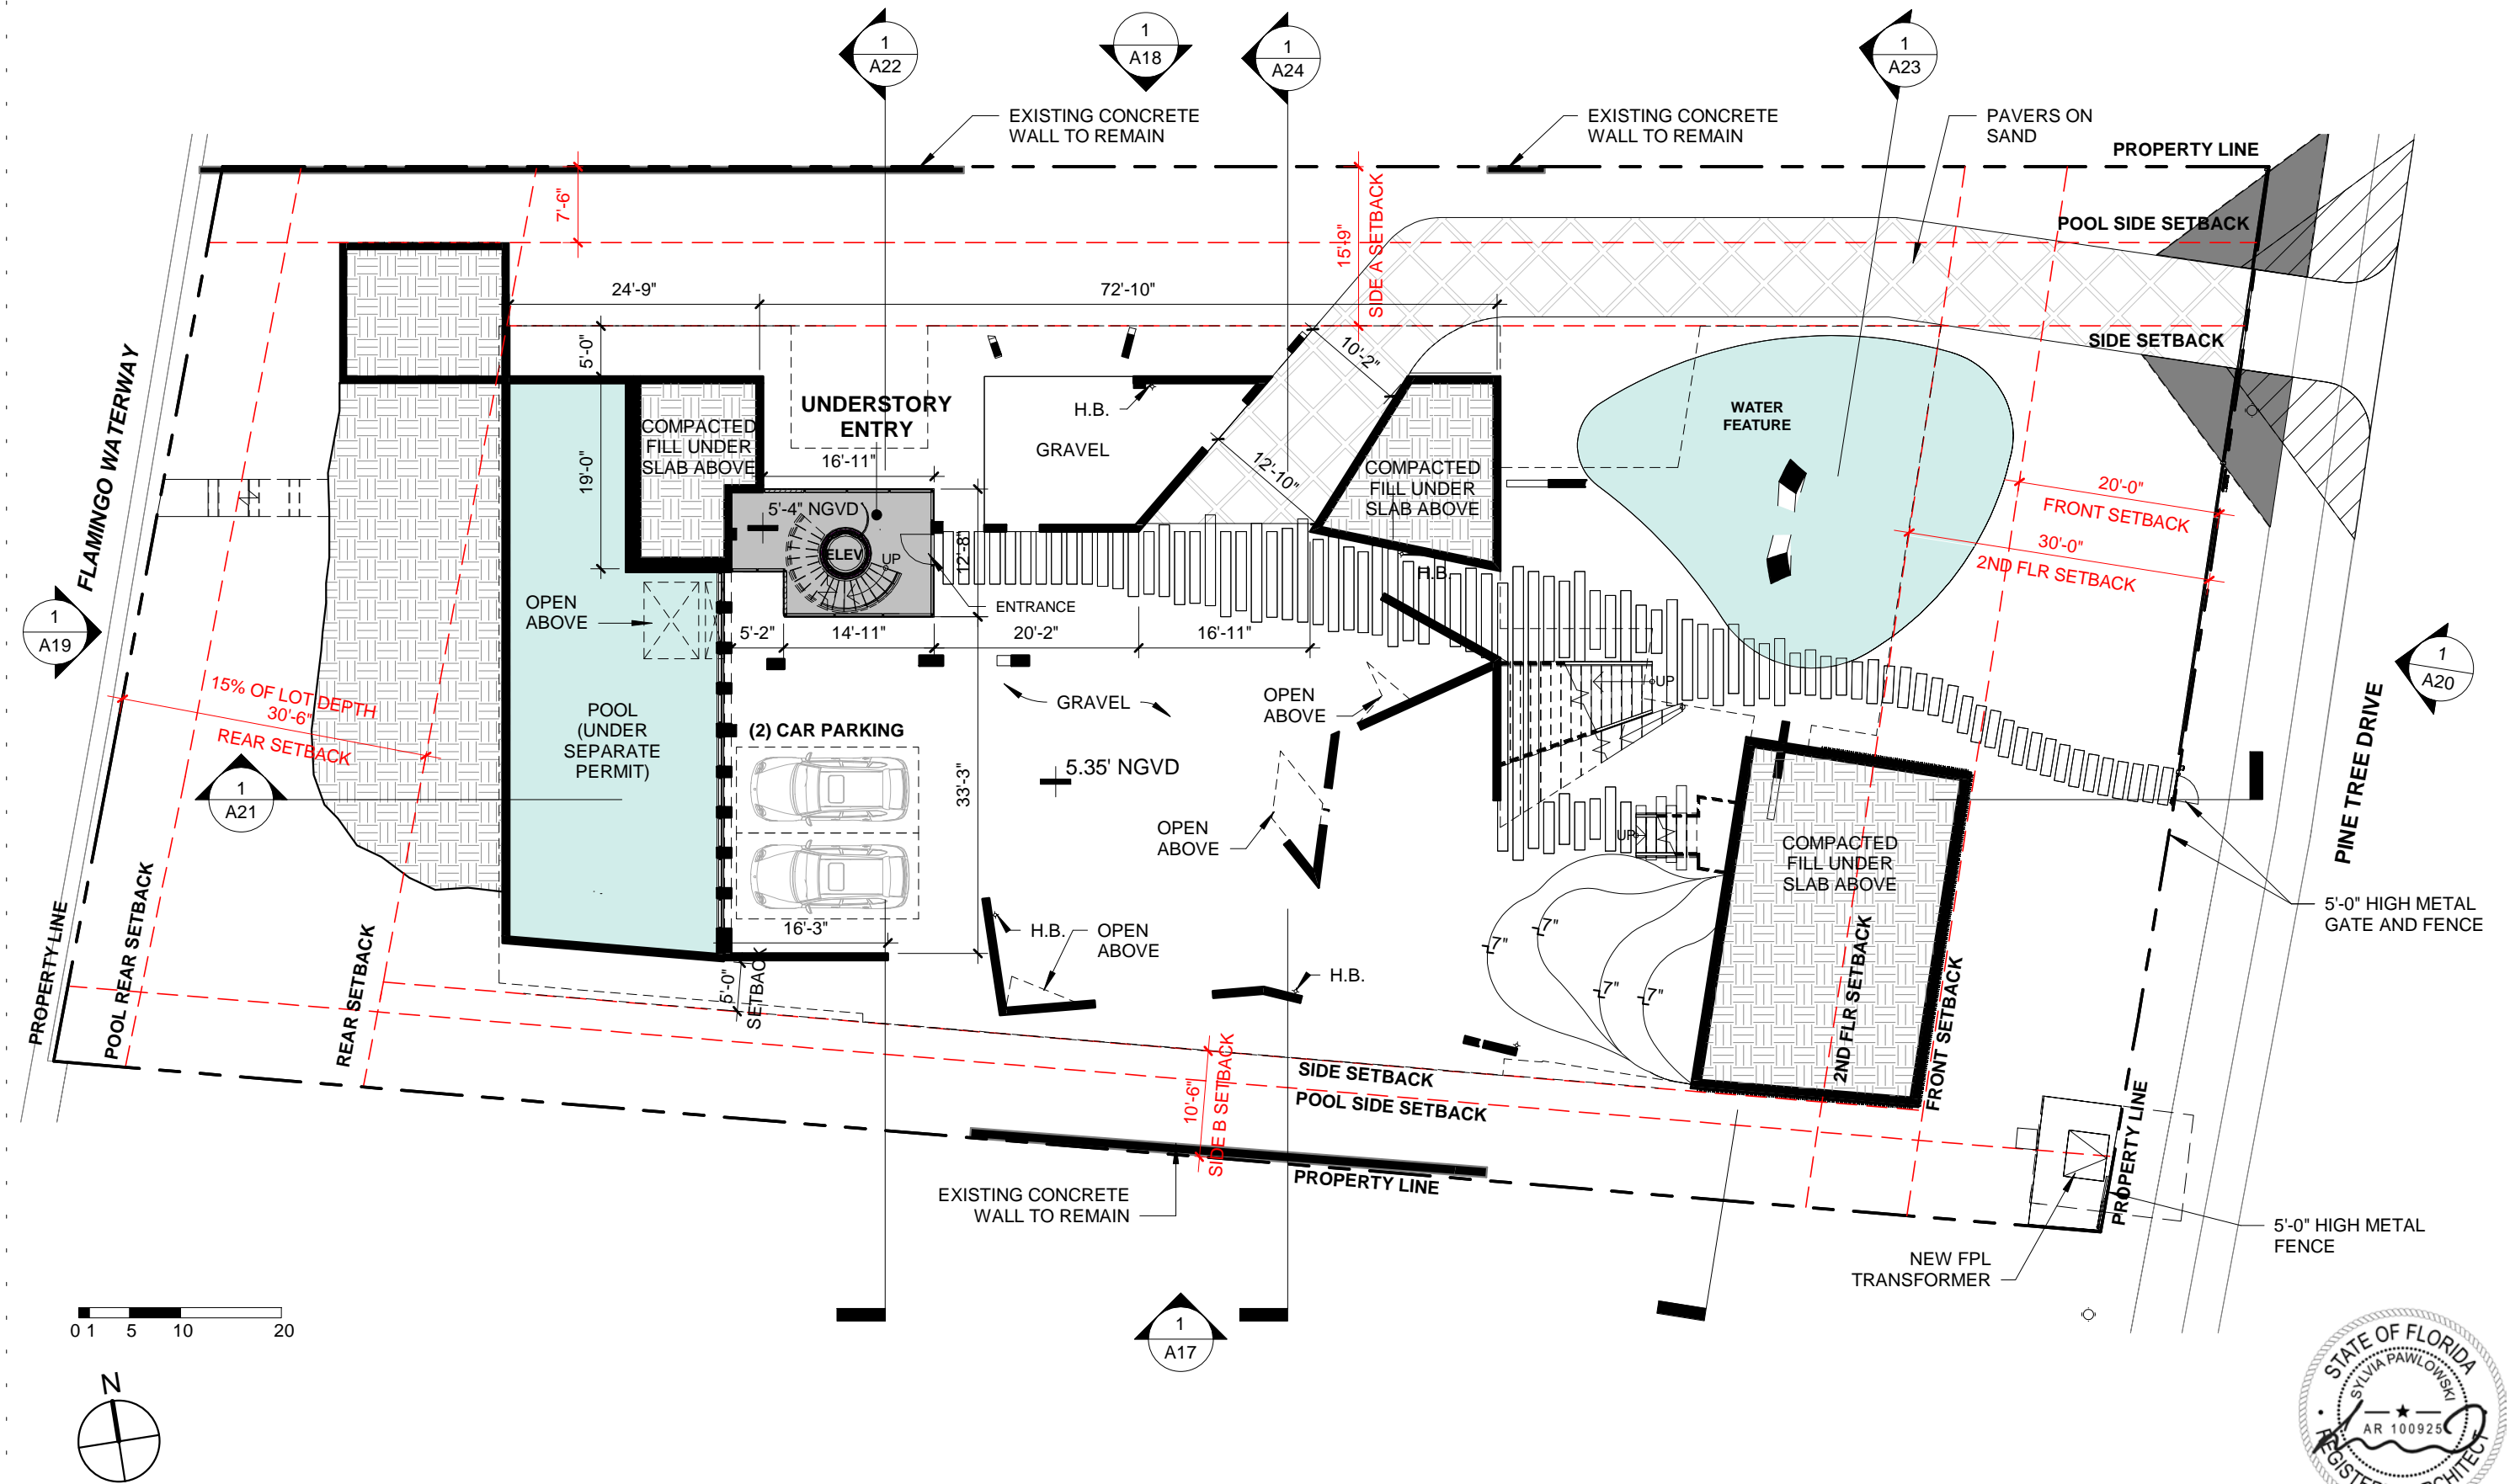 1
A22
1
A18
1
A24
1
A23
EXISTING CONCRETE
WALL TO REMAIN
EXISTING CONCRETE
WALL TO REMAIN
PAVERS ON
SAND
PROPERTY LINE
7'-6"
15'-9"
SIDE A SETBACK
POOL SIDE SETBACK
24'-9"
72'-10"
5'-0"
10'-2"
SIDE SETBACK
FLAMINGO WATERWAY
UNDERSTORY
ENTRY
H.B.
WATER
FEATURE
COMPACTED
FILL UNDER
SLAB ABOVE
GRAVEL
16'-11"
19'-0"
12'-10"
COMPACTED
FILL UNDER
SLAB ABOVE
20'-0"
FRONT SETBACK
5'-4" NGVD
ELEV
UP
12'-8"
H.B.
30'-0"
2ND FLR SETBACK
OPEN
ABOVE
ENTRANCE
1
A19
5'-2"
14'-11"
20'-2"
16'-11"
1
A20
15% OF LOT DEPTH
30'-6"
REAR SETBACK
POOL
(UNDER
SEPARATE
PERMIT)
GRAVEL
OPEN
ABOVE
UP
(2) CAR PARKING
5.35' NGVD
33'-3"
1
A21
OPEN
ABOVE
UP
COMPACTED
FILL UNDER
SLAB ABOVE
PINE TREE DRIVE
5'-0" HIGH METAL
GATE AND FENCE
PROPERTY LINE
POOL REAR SETBACK
REAR SETBACK
16'-3"
5'-0"
SETBACK
H.B.
OPEN
ABOVE
H.B.
-7"
-7"
-7"
-7"
2ND FLR SETBACK
FRONT SETBACK
10'-6"
SIDE B SETBACK
SIDE SETBACK
POOL SIDE SETBACK
PROPERTY LINE
PROPERTY LINE
EXISTING CONCRETE
WALL TO REMAIN
5'-0" HIGH METAL
FENCE
NEW FPL
TRANSFORMER
0 1 5 10 20
1
A17
N
STATE OF FLORIDA
SYLVIA PAWLOWSKI
AR 100925